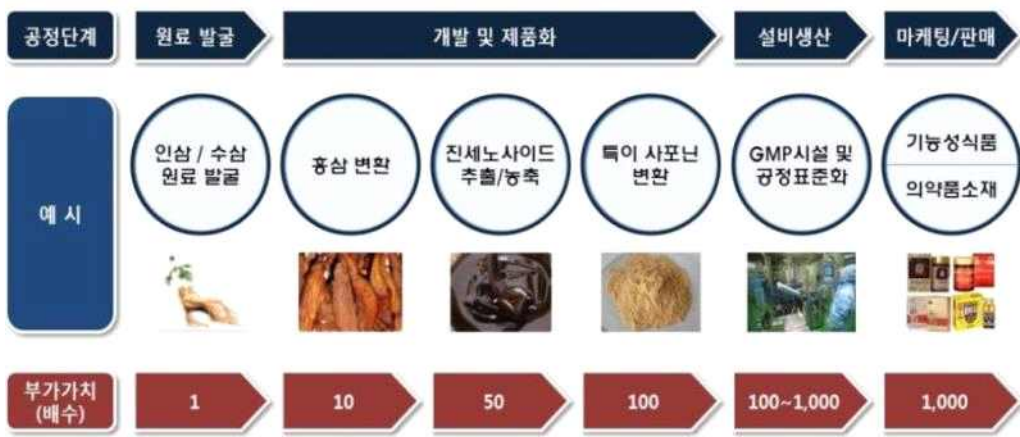 공정단계
원료 발굴
개발 및 제품화
설비생산
마케팅/판매
예 시
인삼 / 수삼
원료 발굴
홍삼 변환
진세노사이드
추출/농축
특이 사포닌
변환
GMP시설 및
공정표준화
기능성식품
의약품소재
부가가치
(배수)
1
10
50
100
100~1,000
1,000